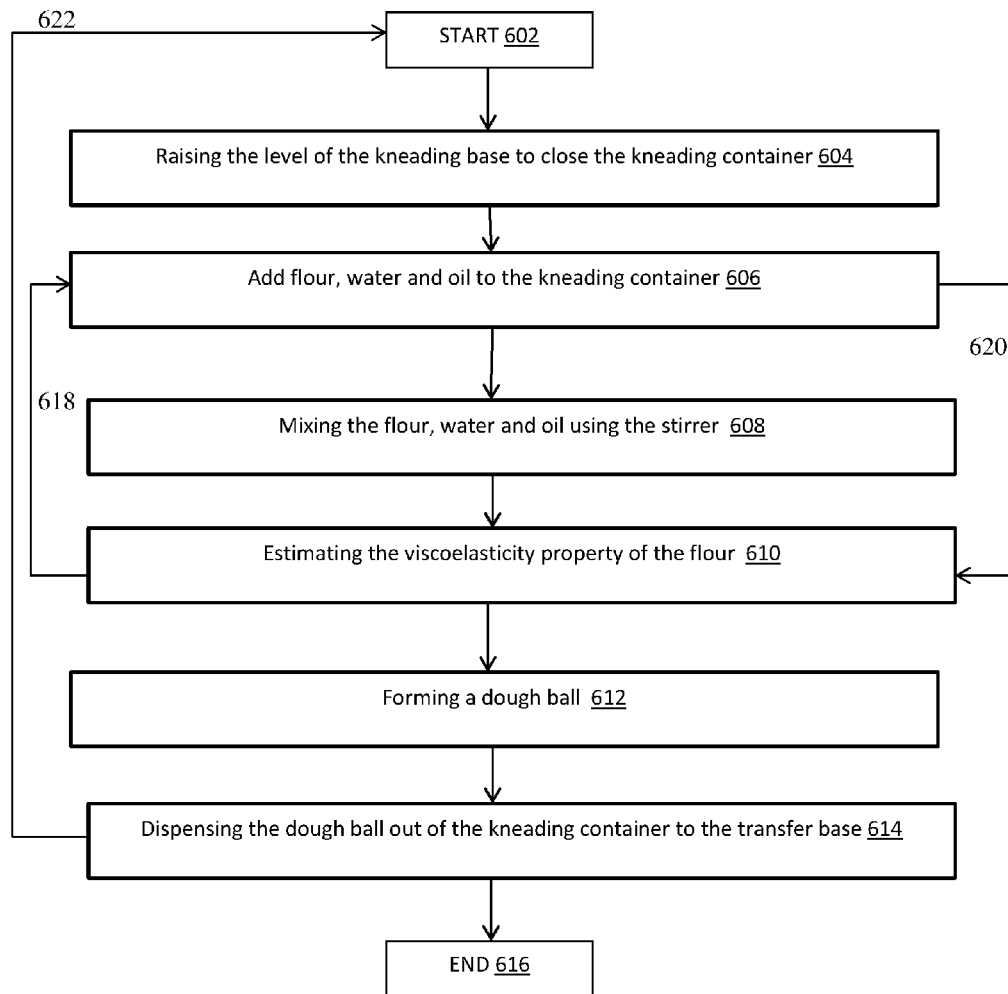 622
START 602
Raising the level of the kneading base to close the kneading container 604
Add flour, water and oil to the kneading container 606
620
618
Mixing the flour, water and oil using the stirrer 608
Estimating the viscoelasticity property of the flour 610
Forming a dough ball 612
Dispensing the dough ball out of the kneading container to the transfer base 614
END 616